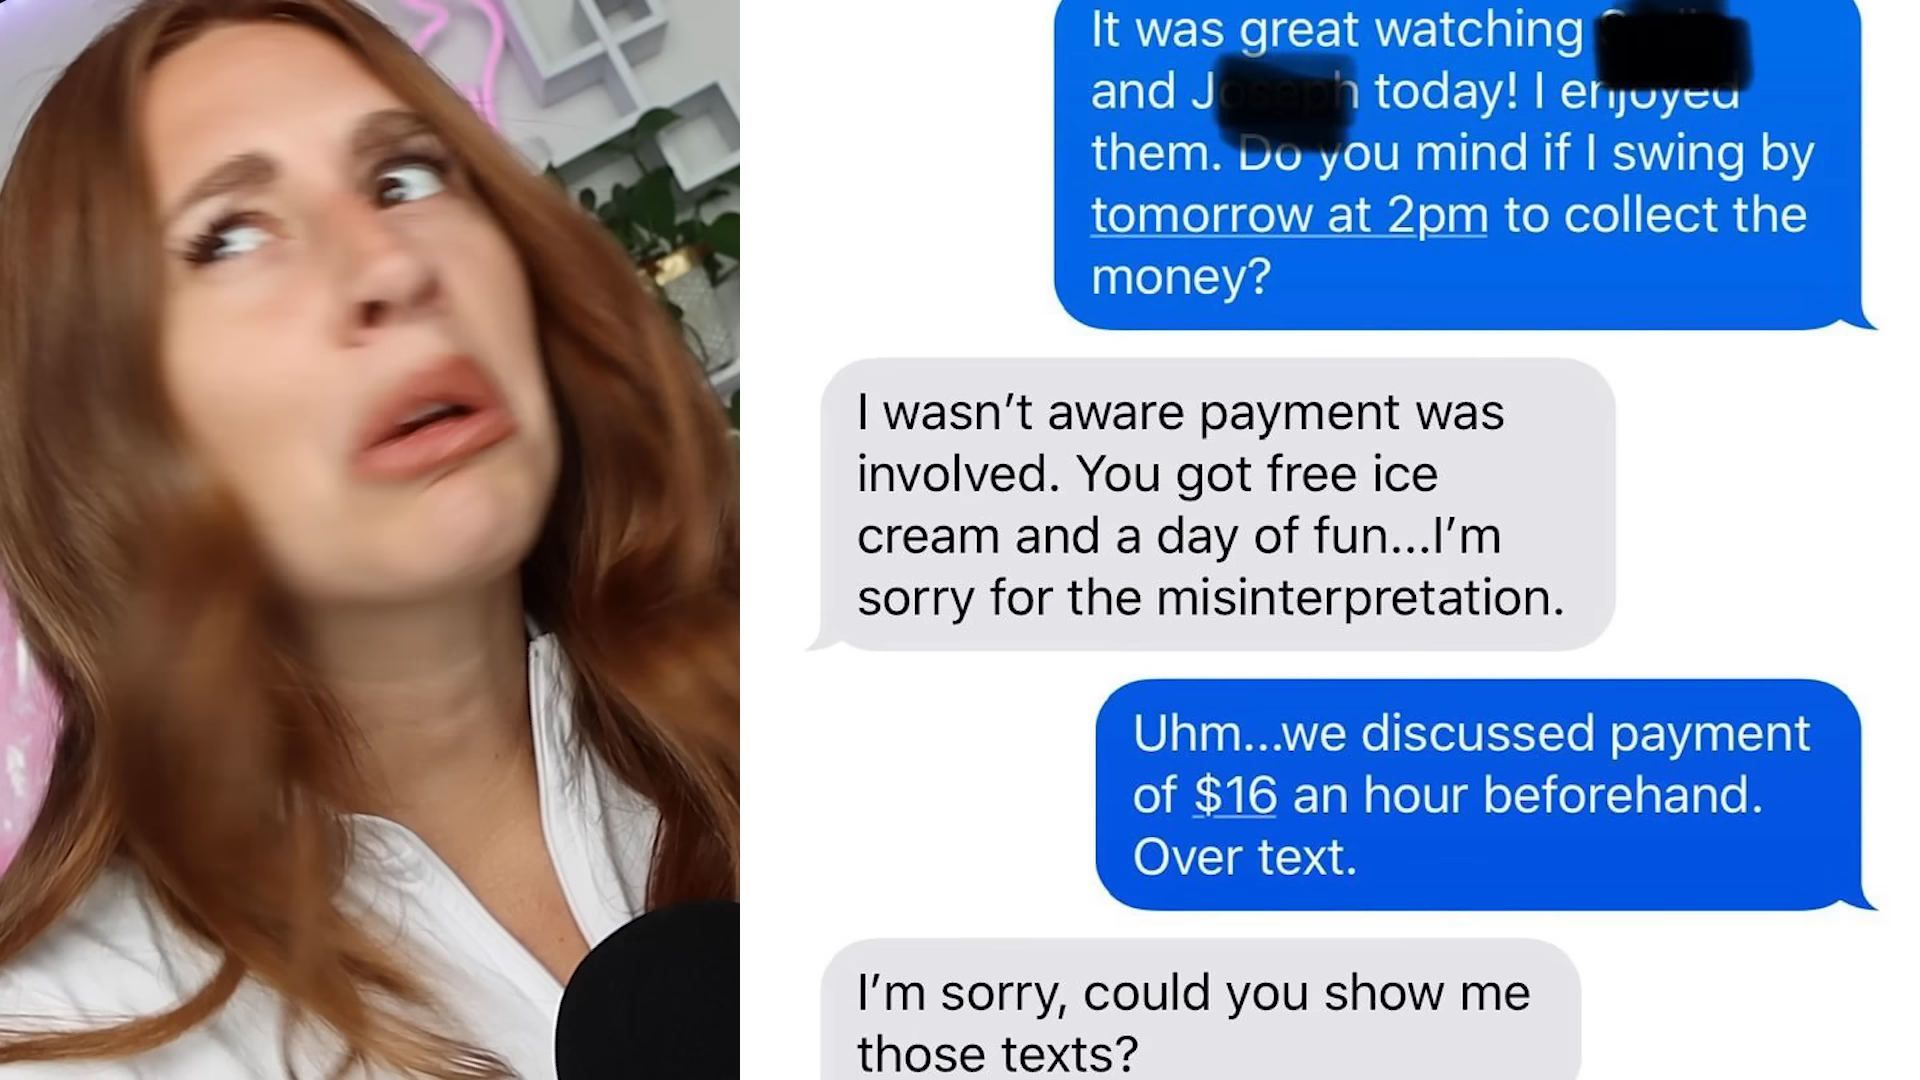 It was great watching
and Joseph today! I enjoyed
them. Do you mind if I swing by
tomorrow at 2pm to collect the
money?
I wasn’t aware payment was
involved. You got free ice
cream and a day of fun...I’m
sorry for the misinterpretation.
Uhm...we discussed payment
of $16 an hour beforehand.
Over text.
I’m sorry, could you show me
those texts?